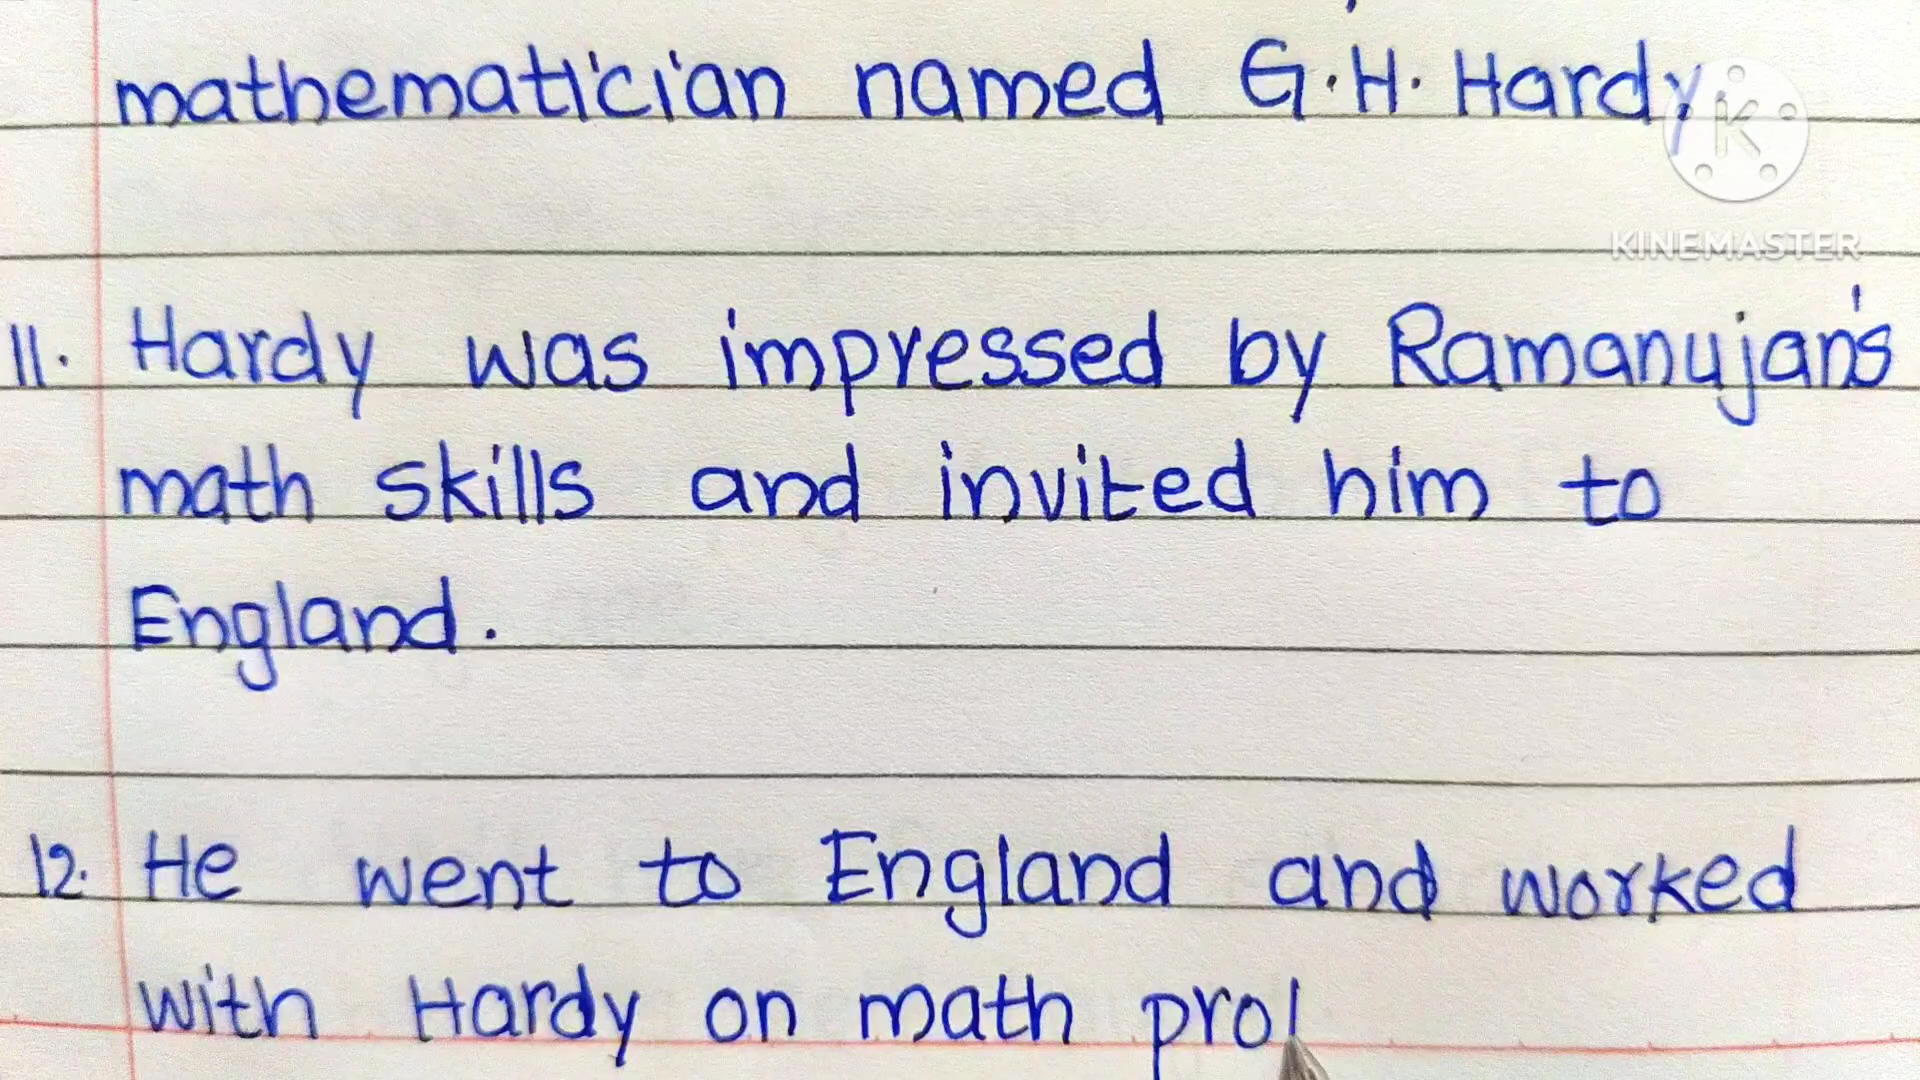 mathematician named G.H. Hardy.
KINEMASTER
11. Hardy was impressed by Ramanujan's
math skills and invited him to
England.
12. He went to England and worked
with Hardy on math